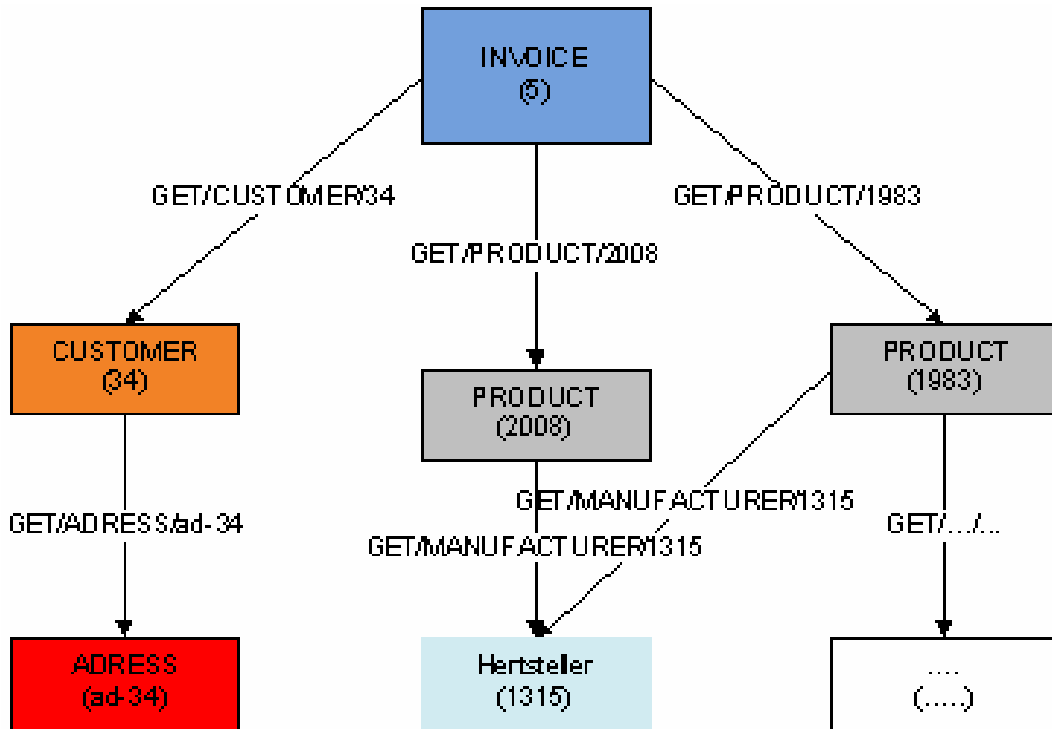 INVOICE
(5)
GET/CUSTOMER/34
GET/PRODUCT/1983
GET/PRODUCT/2008
CUSTOMER
(34)
PRODUCT
(2008)
PRODUCT
(1983)
GET/ADRESS/ad-34
GET/MANUFACTURER/1315
GET/MANUFACTURER/1315
GET/..../...
ADRESS
(ad-34)
Hertsteller
(1315)
....
(.....)